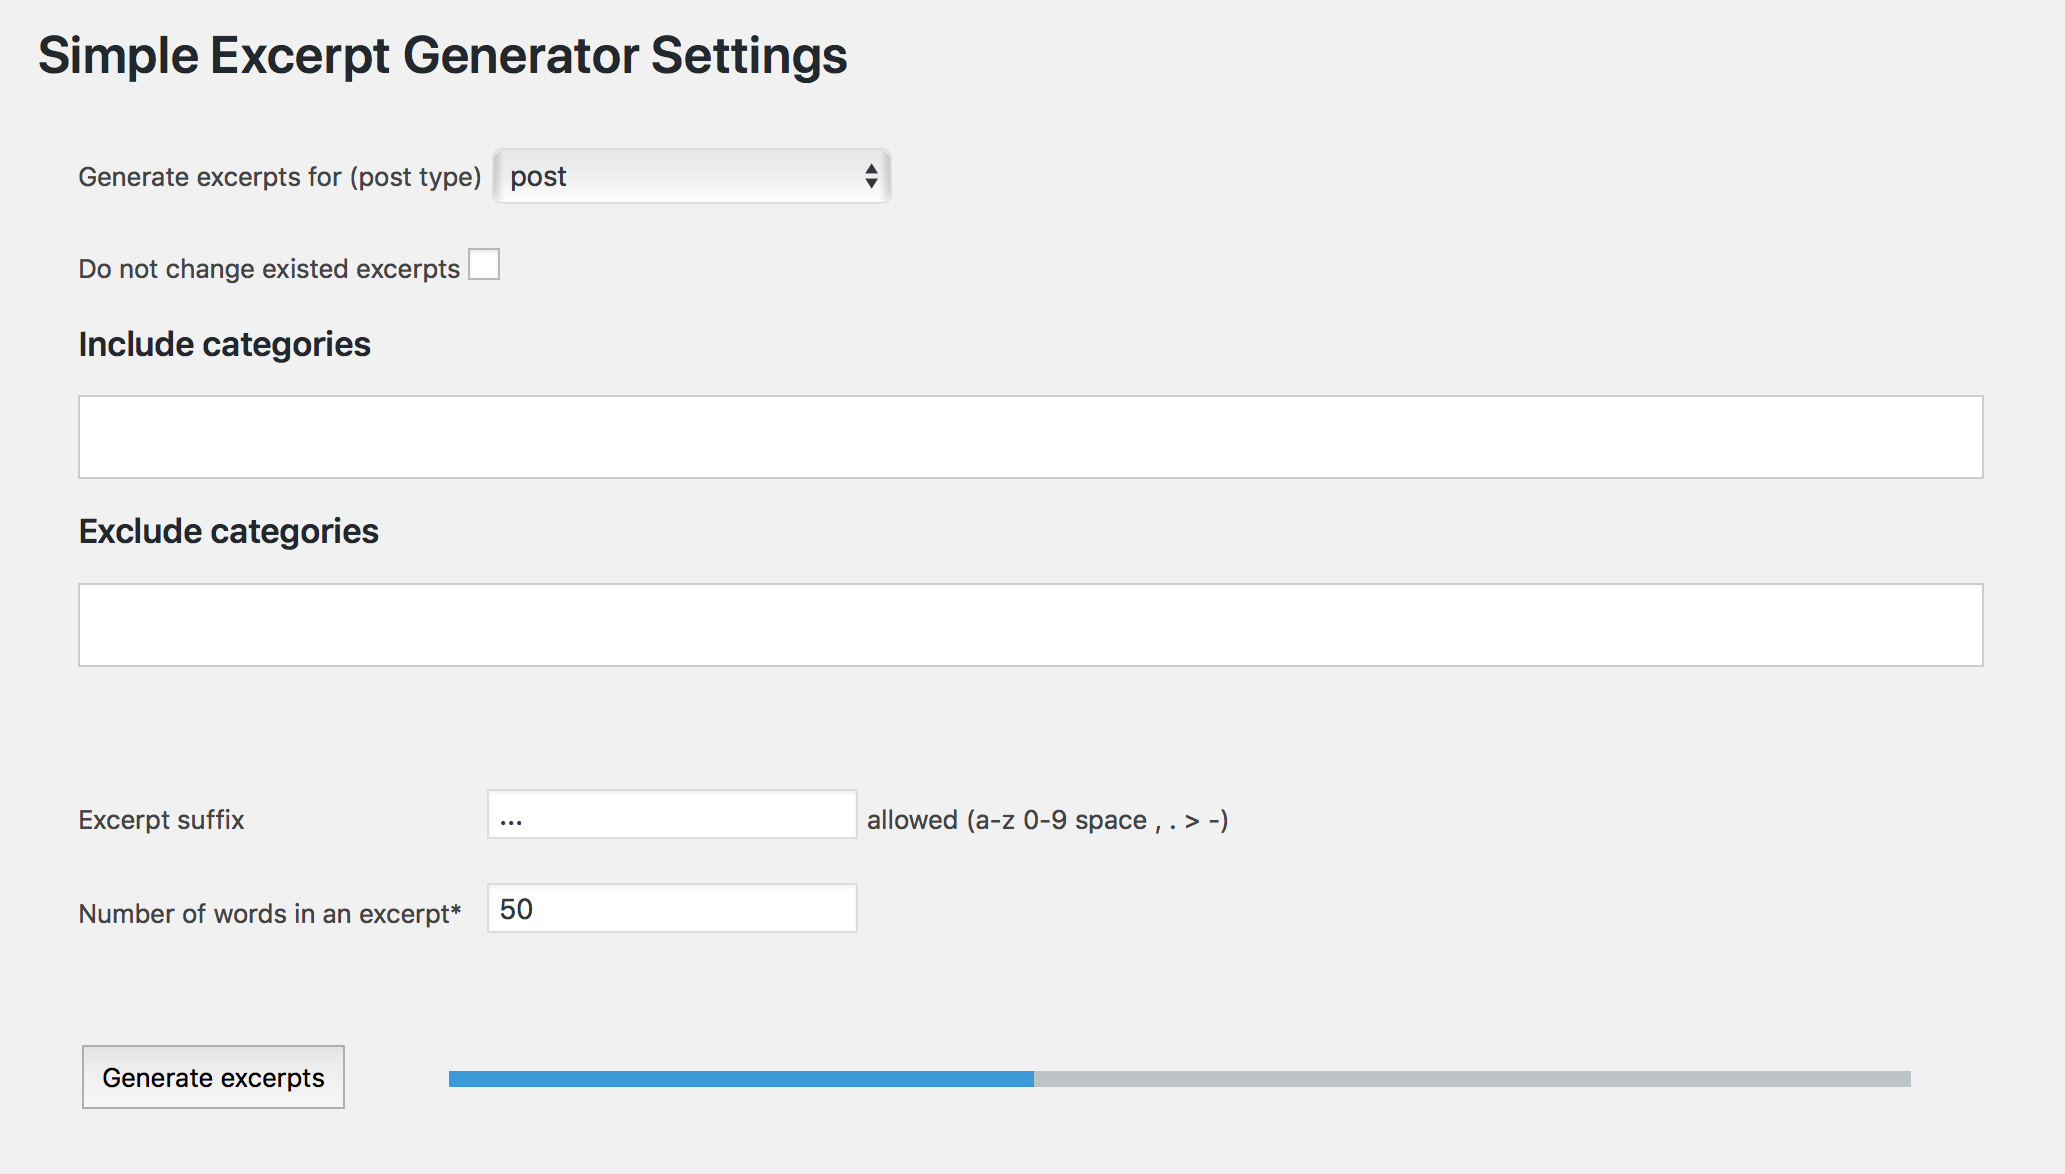 Simple Excerpt Generator Settings
Generate excerpts for (post type) post
Do not change existed excerpts
Include categories
Exclude categories
Excerpt suffix ... allowed (a-z 0-9 space , . > -)
Number of words in an excerpt* 50
Generate excerpts